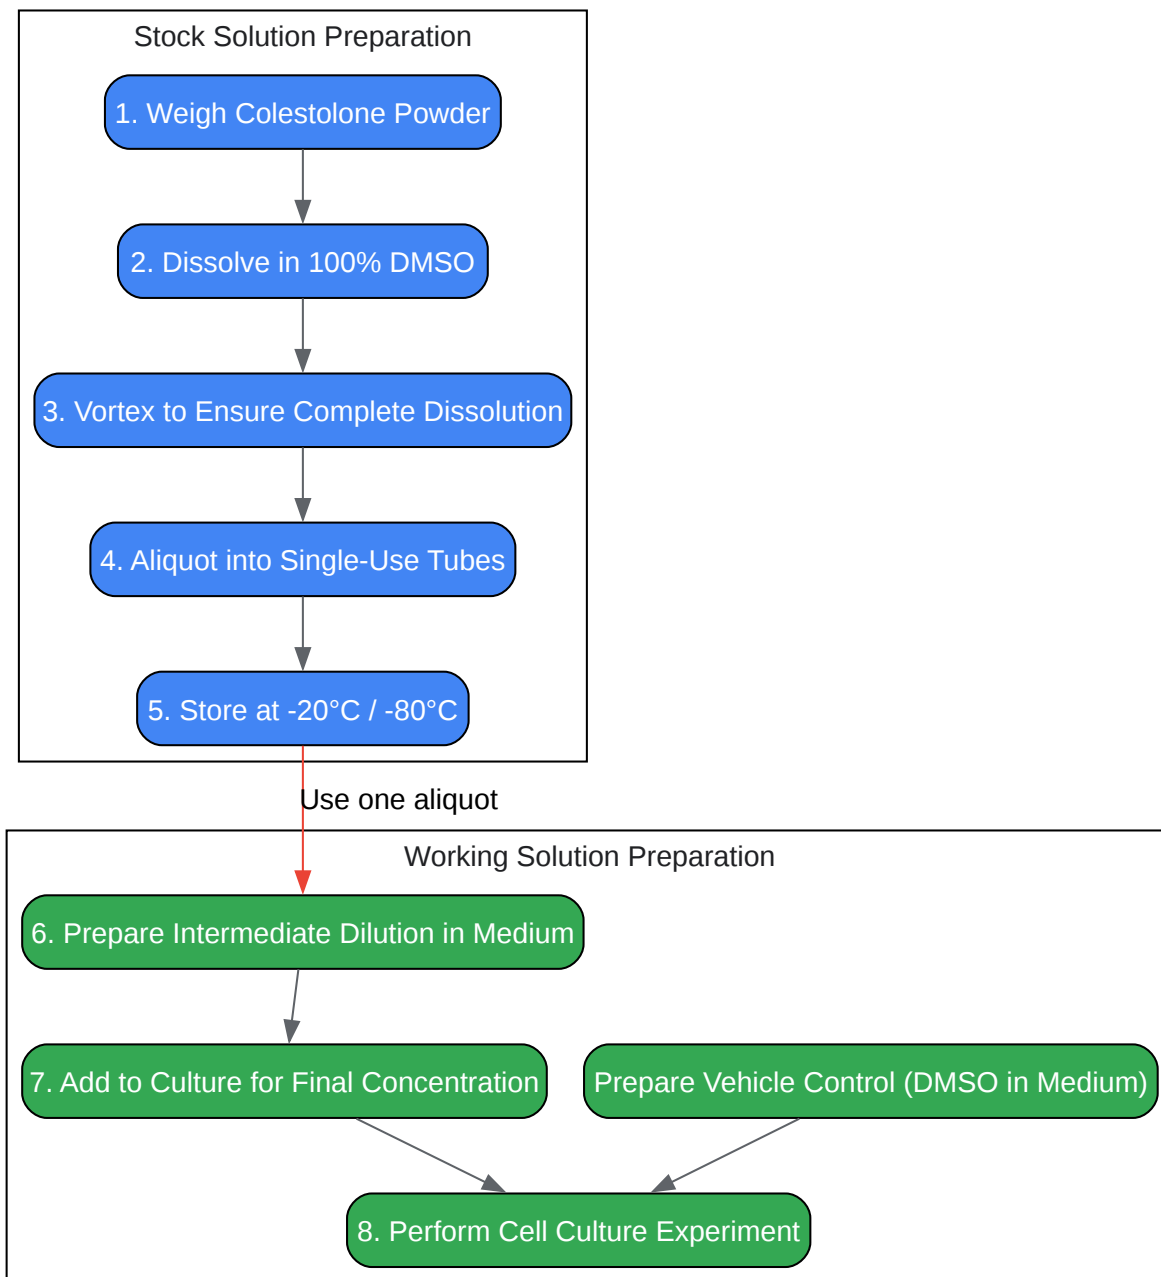 Stock Solution Preparation
1. Weigh Colestolone Powder
2. Dissolve in 100% DMSO
3. Vortex to Ensure Complete Dissolution
4. Aliquot into Single-Use Tubes
5. Store at -20°C / -80°C
Use one aliquot
Working Solution Preparation
6. Prepare Intermediate Dilution in Medium
7. Add to Culture for Final Concentration
Prepare Vehicle Control (DMSO in Medium)
8. Perform Cell Culture Experiment